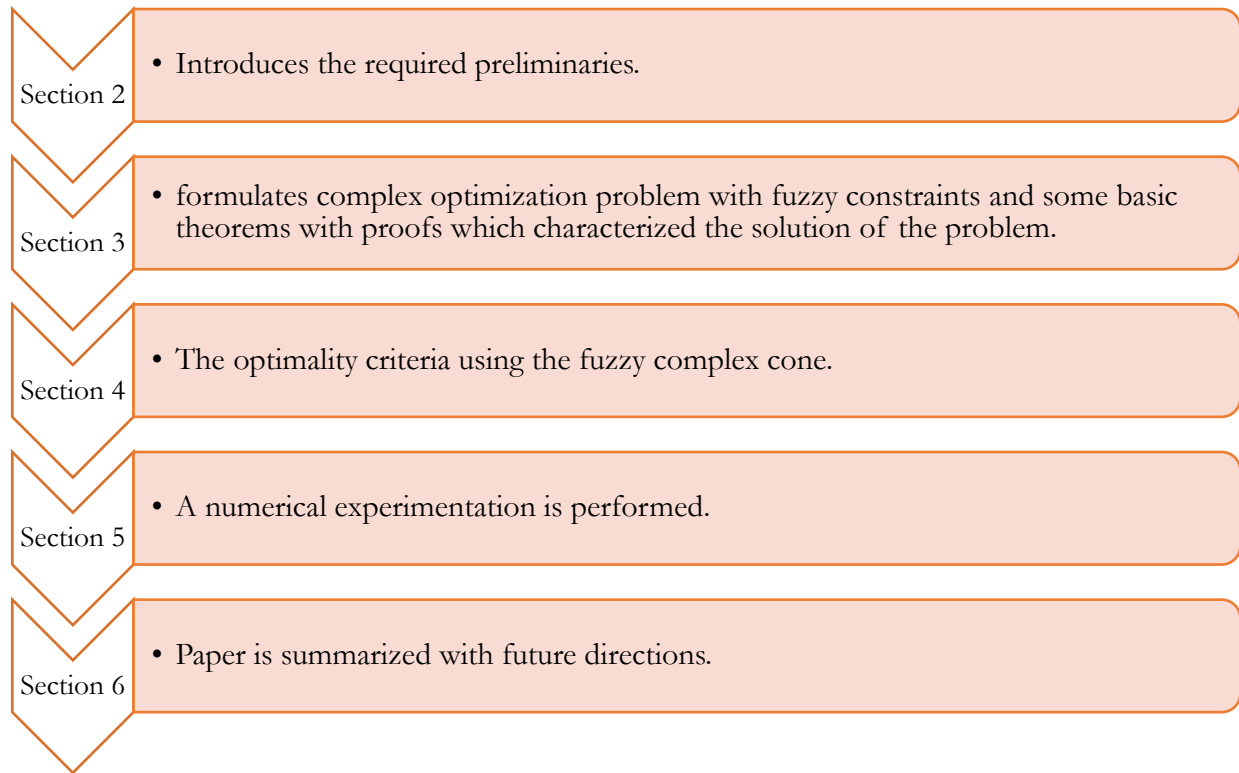 Section 2
• Introduces the required preliminaries.
Section 3
• formulates complex optimization problem with fuzzy constraints and some basic
theorems with proofs which characterized the solution of the problem.
Section 4
• The optimality criteria using the fuzzy complex cone.
Section 5
• A numerical experimentation is performed.
Section 6
• Paper is summarized with future directions.